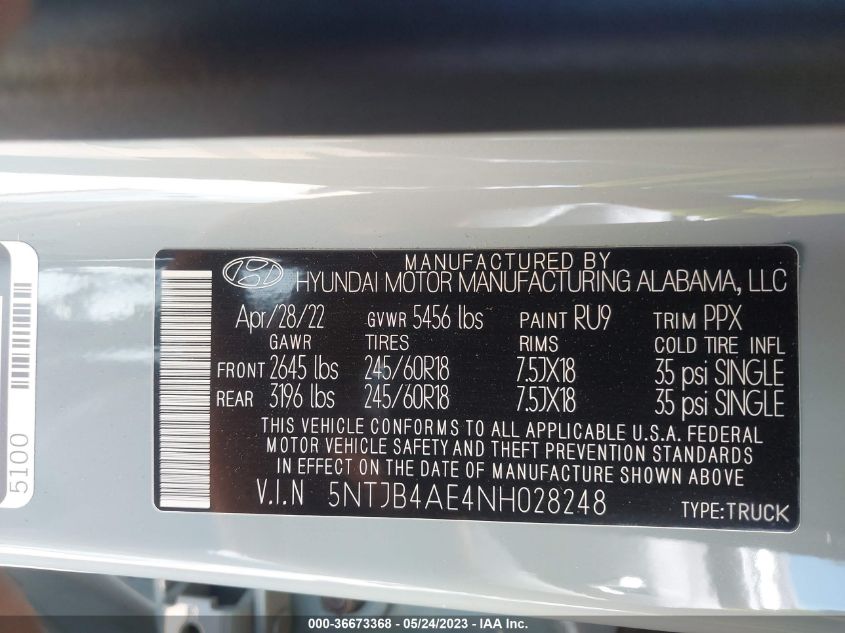 MANUFACTURED BY
HYUNDAI MOTOR MANUFACTURING ALABAMA, LLC
Apr/28/22 GVWR 5456 lbs PAINT RU9 TRIM PPX
GAWR TIRES RIMS COLD TIRE INFL
FRONT 2645 lbs 245/60R18 7.5JX18 35 psi SINGLE
REAR 3196 lbs 245/60R18 7.5JX18 35 psi SINGLE
THIS VEHICLE CONFORMS TO ALL APPLICABLE U.S.A. FEDERAL
MOTOR VEHICLE SAFETY AND THEFT PREVENTION STANDARDS
IN EFFECT ON THE DATE OF MANUFACTURE SHOWN ABOVE
V.I.N 5NTJB4AE4NH028248 TYPE:TRUCK
5100
000-36673368 - 05/24/2023 - IAA Inc.